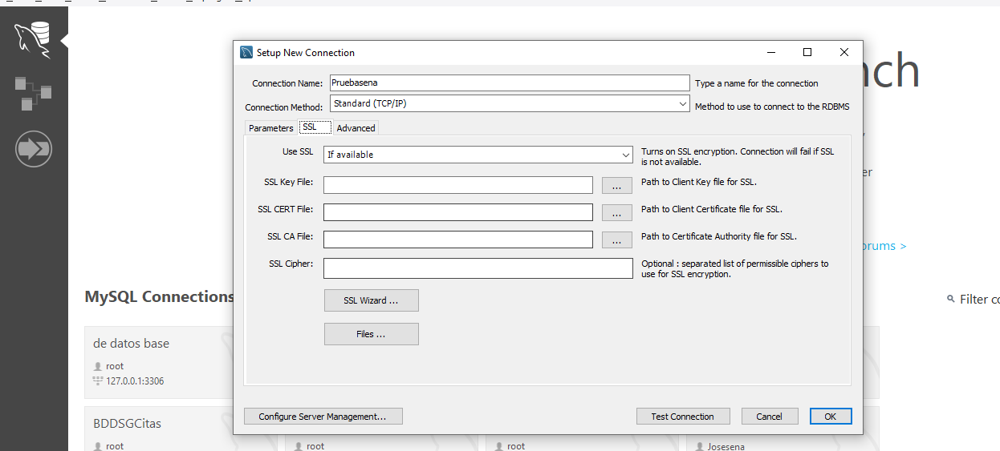 Setup New Connection
nch
Connection Name: Pruebasena Type a name for the connection
Connection Method: Standard (TCP/IP) Method to use to connect to the RDBMS
Parameters SSL Advanced
Use SSL If available Turns on SSL encryption. Connection will fail if SSL
is not available.
er
SSL Key File: ... Path to Client Key file for SSL.
SSL CERT File: ... Path to Client Certificate file for SSL.
SSL CA File: ... Path to Certificate Authority file for SSL.
orums >
SSL Cipher: Optional : separated list of permissible ciphers to
use for SSL encryption.
MySQL Connections
Filter co
SSL Wizard ...
Files ...
de datos base
root
127.0.0.1:3306
Configure Server Management... Test Connection Cancel OK
BDDSGCitas
root
root
root
Josesena